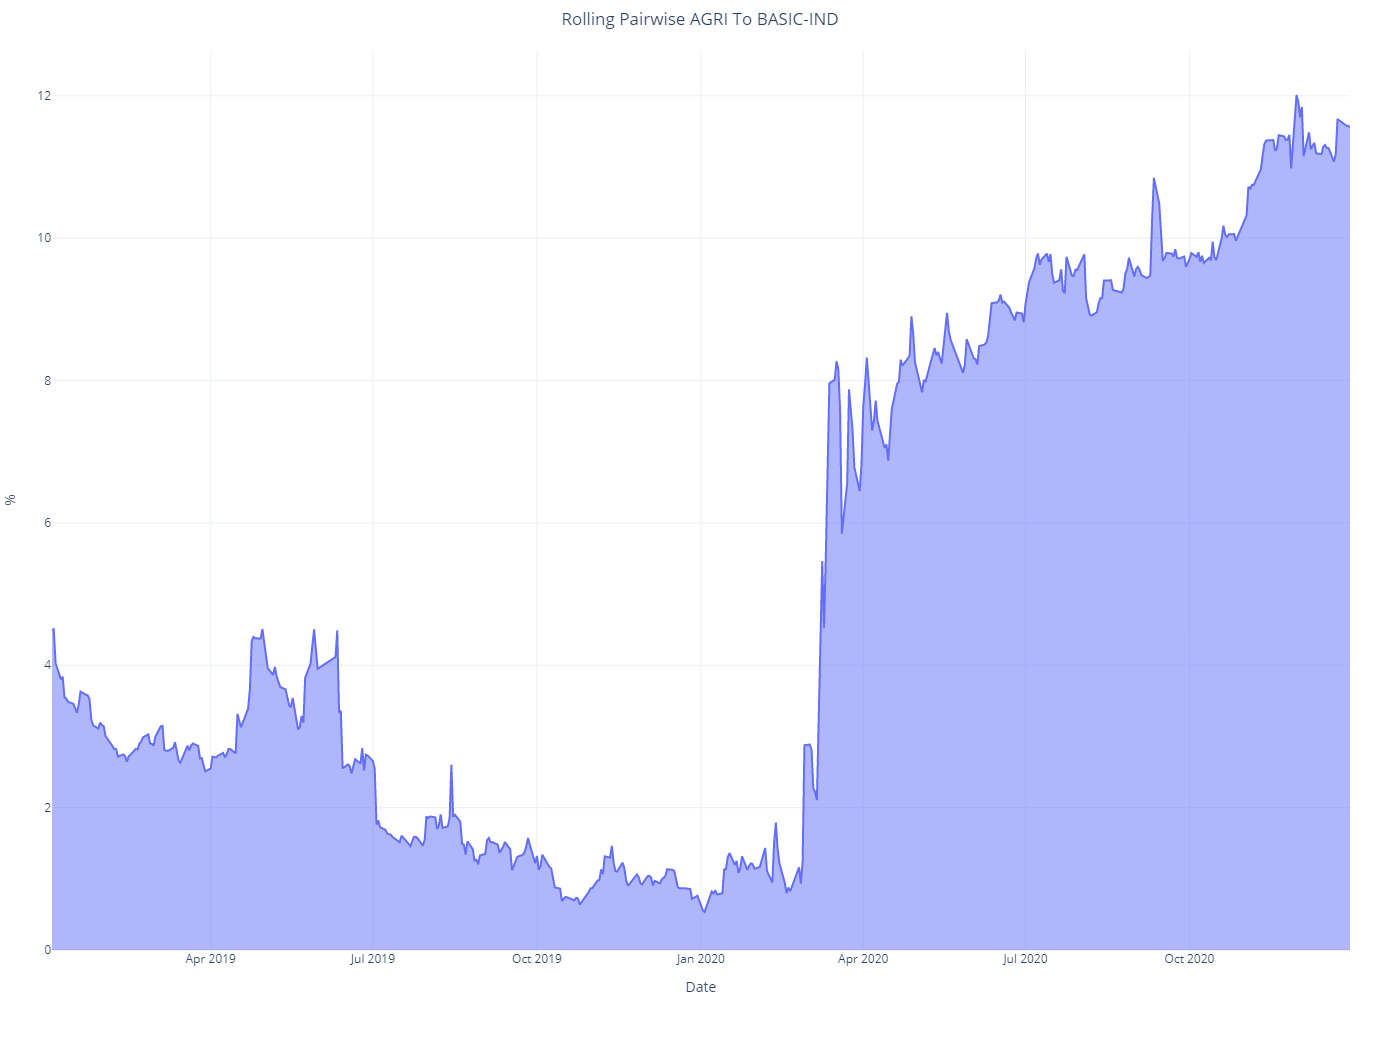 Rolling Pairwise AGRI To BASIC-IND
12
10
8
6
4
2
0
%
Apr 2019
Jul 2019
Oct 2019
Jan 2020
Apr 2020
Jul 2020
Oct 2020
Date